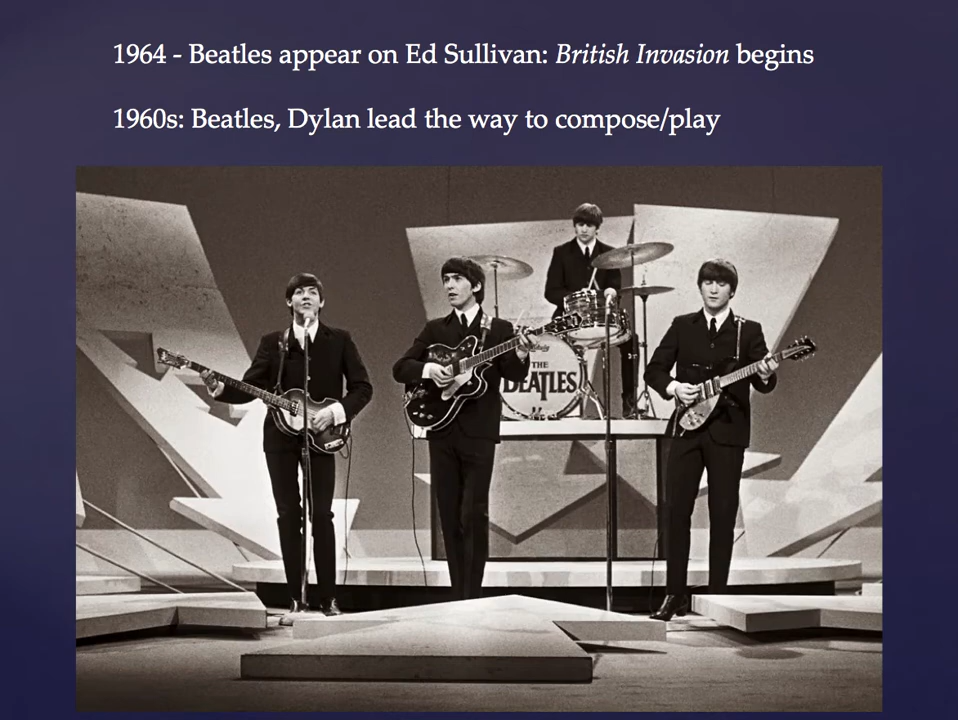 1964 - Beatles appear on Ed Sullivan: British Invasion begins
1960s: Beatles, Dylan lead the way to compose/play
THE
BEATLES